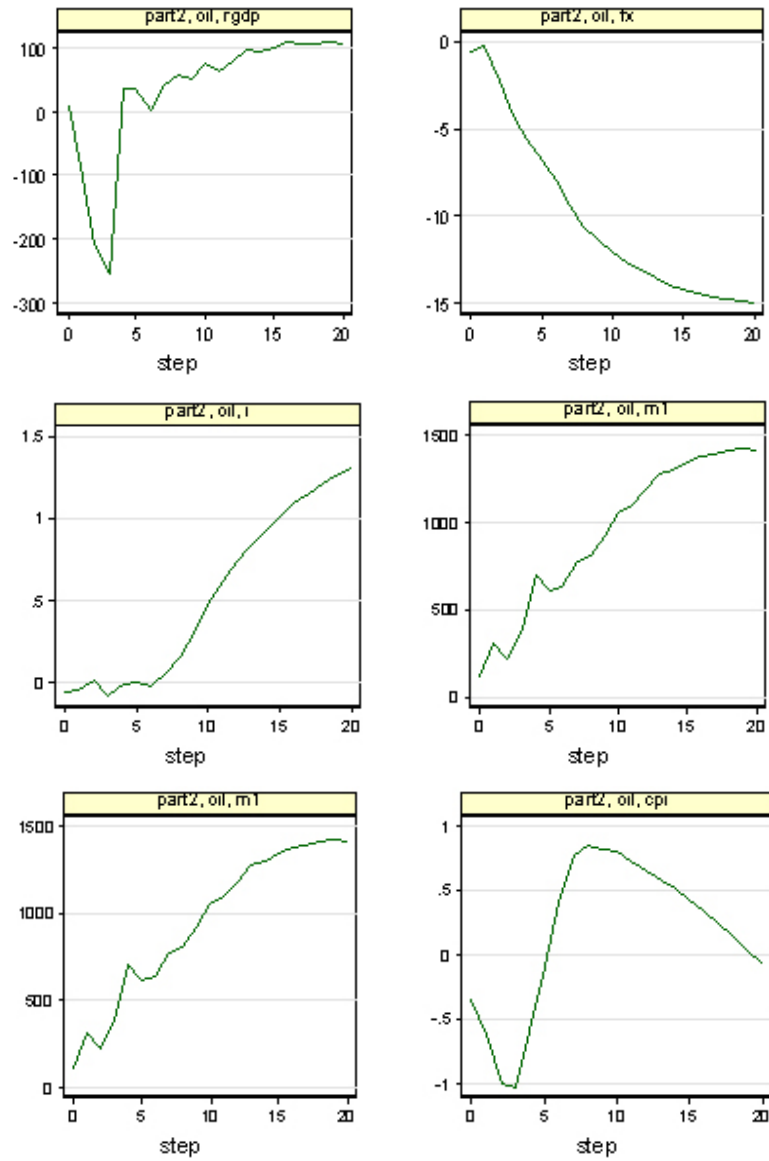 part2, oil, rgdp
100
0
-100
-200
-300
0 5 10 15 20
step
part2, oil, fx
0
-5
-10
-15
0 5 10 15 20
step
part2, oil, i
1.5
1
.5
0
0 5 10 15 20
step
part2, oil, m1
1500
1000
500
0
0 5 10 15 20
step
part2, oil, m1
1500
1000
500
0
0 5 10 15 20
step
part2, oil, cpi
1
.5
0
-.5
-1
0 5 10 15 20
step